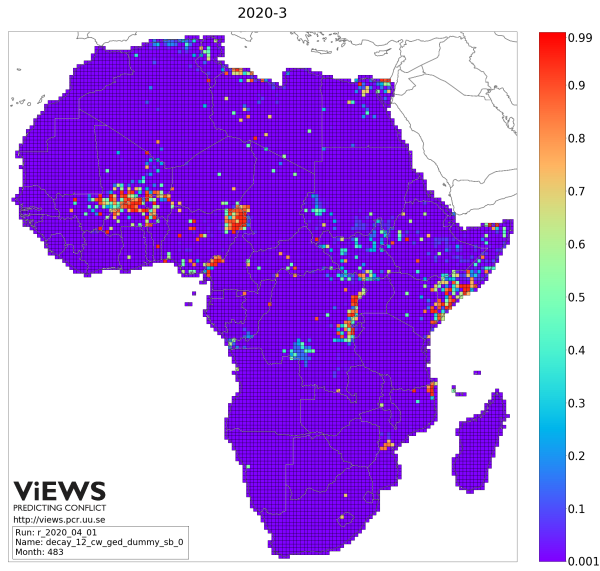 2020-3
0.99
0.9
0.8
0.7
0.6
0.5
0.4
0.3
0.2
0.1
0.001
ViEWS
PREDICTING CONFLICT
http://views.pcr.uu.se
Run: r_2020_04_01
Name: decay_12_cw_ged_dummy_sb_0
Month: 483